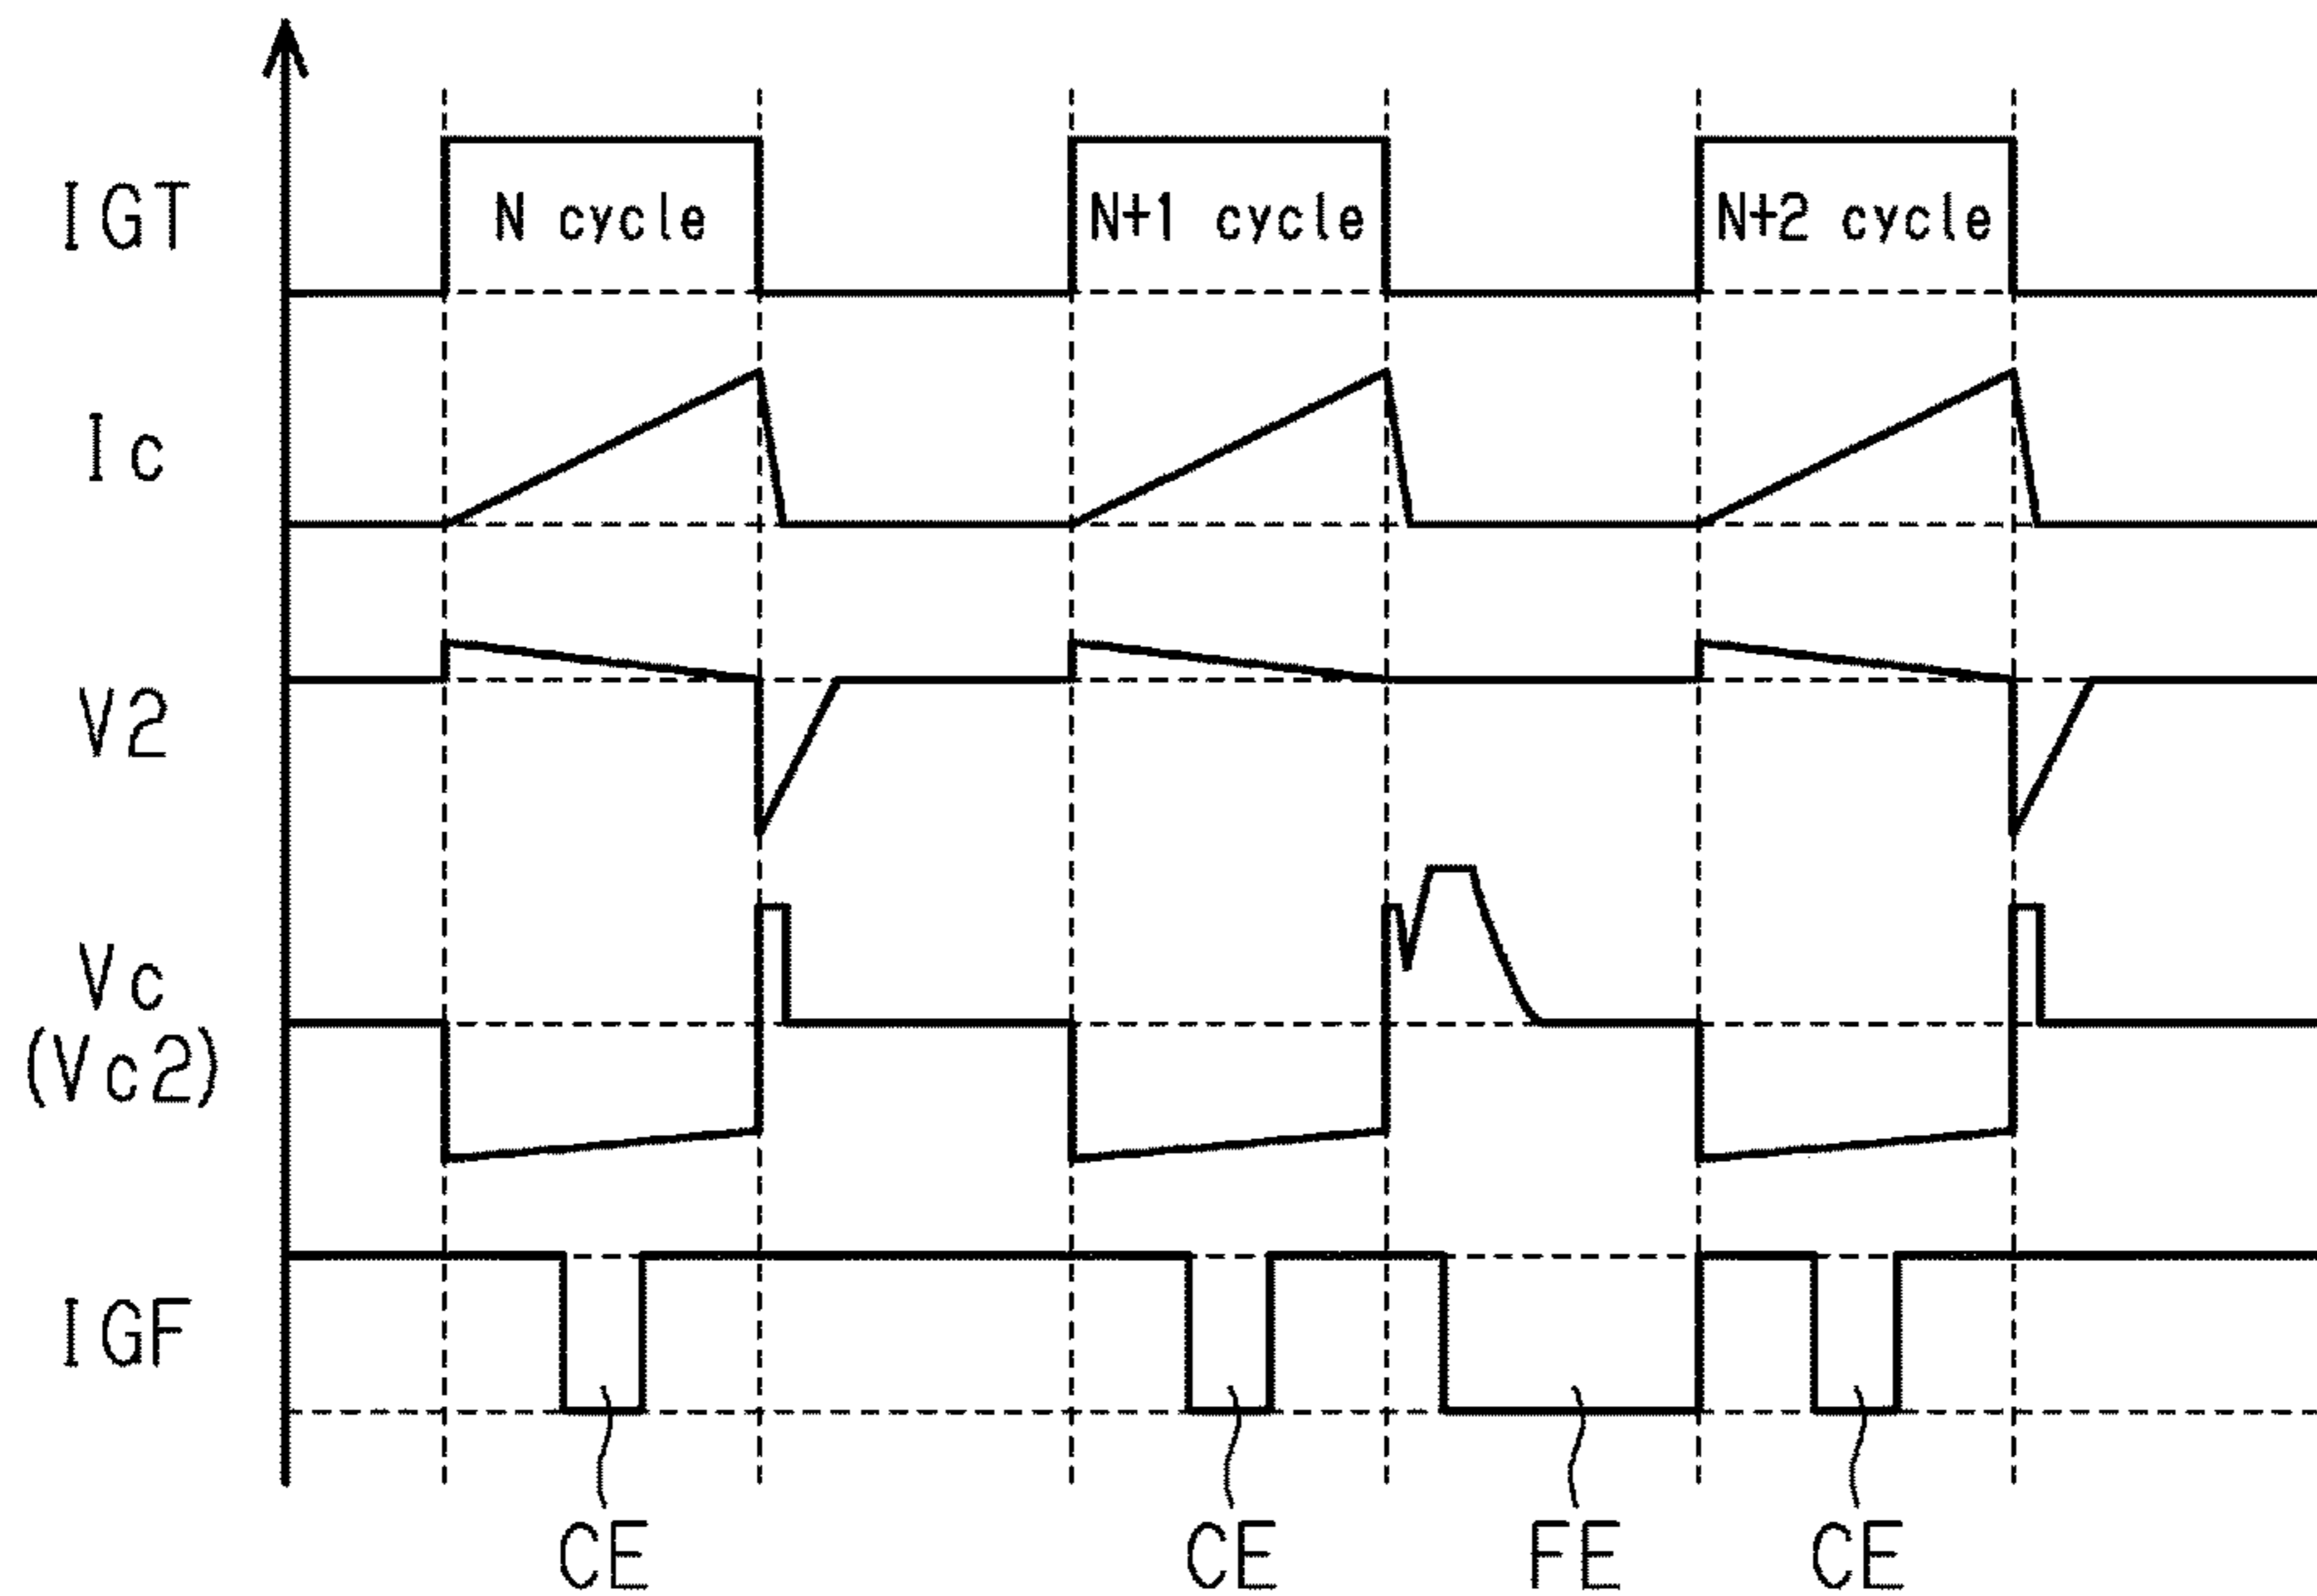 IGT
N cycle
N+1 cycle
N+2 cycle
Ic
V2
Vc
(Vc2)
IGF
CE
CE
FE
CE